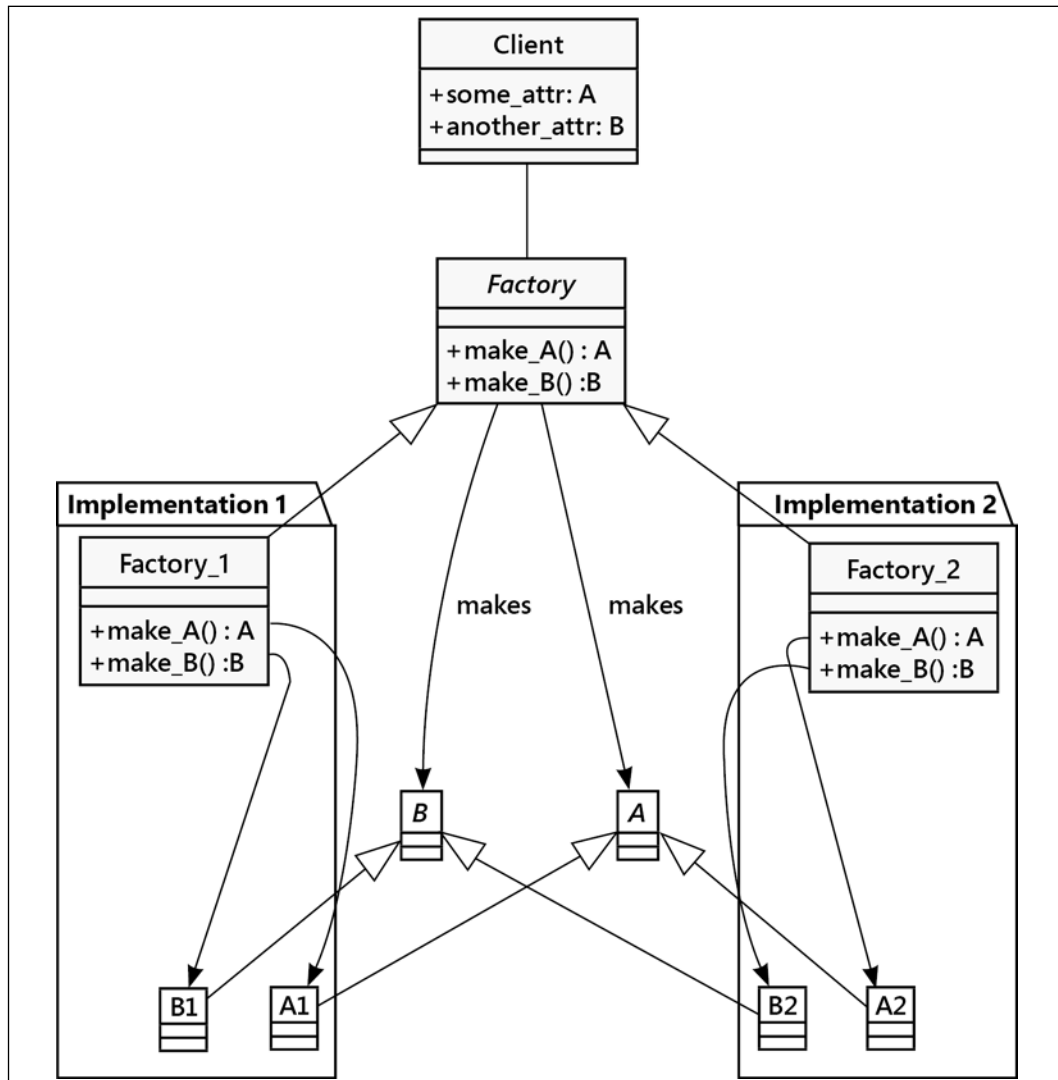 Client
+some_attr: A
+another_attr: B
Factory
+make_A() : A
+make_B() :B
Implementation 1
Factory_1
+make_A() : A
+make_B() :B
Implementation 2
Factory_2
+make_A() : A
+make_B() :B
makes
makes
B
A
B1
A1
B2
A2